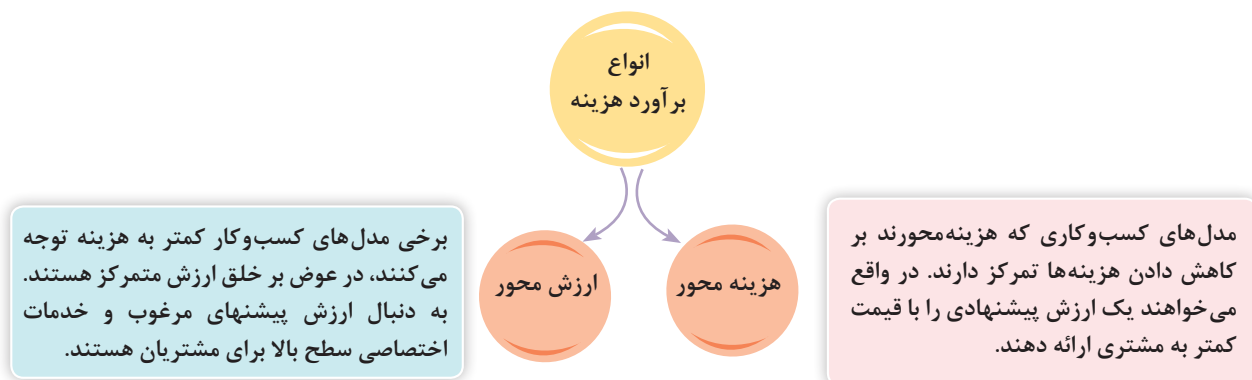 انواع
برآورد هزینه
هزینه محور
ارزش محور
مدل‌های کسب‌وکاری که هزینه‌محورند بر
کاهش دادن هزینه‌ها تمرکز دارند. در واقع
می‌خواهند یک ارزش پیشنهادی را با قیمت
کمتر به مشتری ارائه دهند.
برخی مدل‌های کسب‌وکار کمتر به هزینه توجه
می‌کنند، در عوض بر خلق ارزش متمرکز هستند.
به دنبال ارزش پیشنهای مرغوب و خدمات
اختصاصی سطح بالا برای مشتریان هستند.